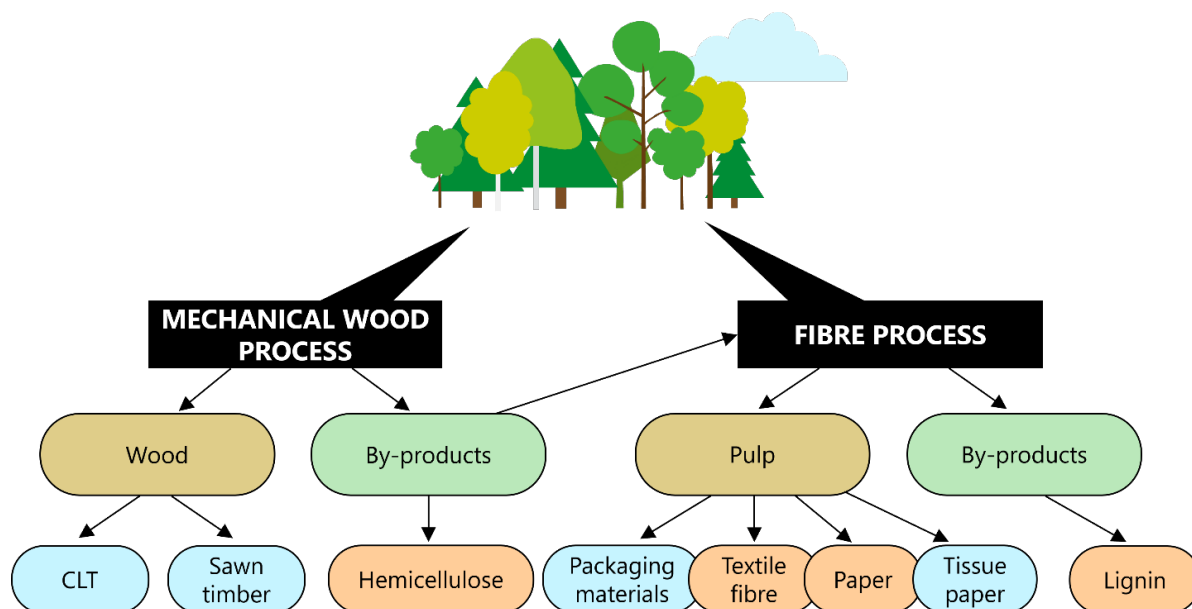 MECHANICAL WOOD
PROCESS
FIBRE PROCESS
Wood
By-products
Pulp
By-products
CLT
Sawn
timber
Hemicellulose
Packaging
materials
Textile
fibre
Paper
Tissue
paper
Lignin